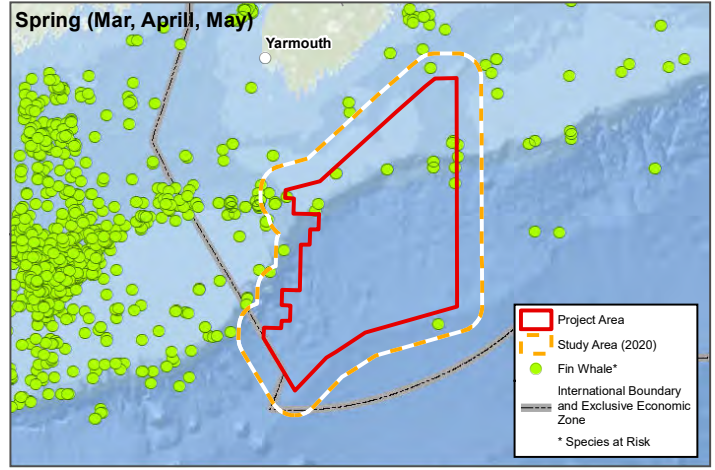 Spring (Mar, Aprill, May)
Yarmouth
Project Area
Study Area (2020)
Fin Whale*
International Boundary
and Exclusive Economic
Zone
* Species at Risk